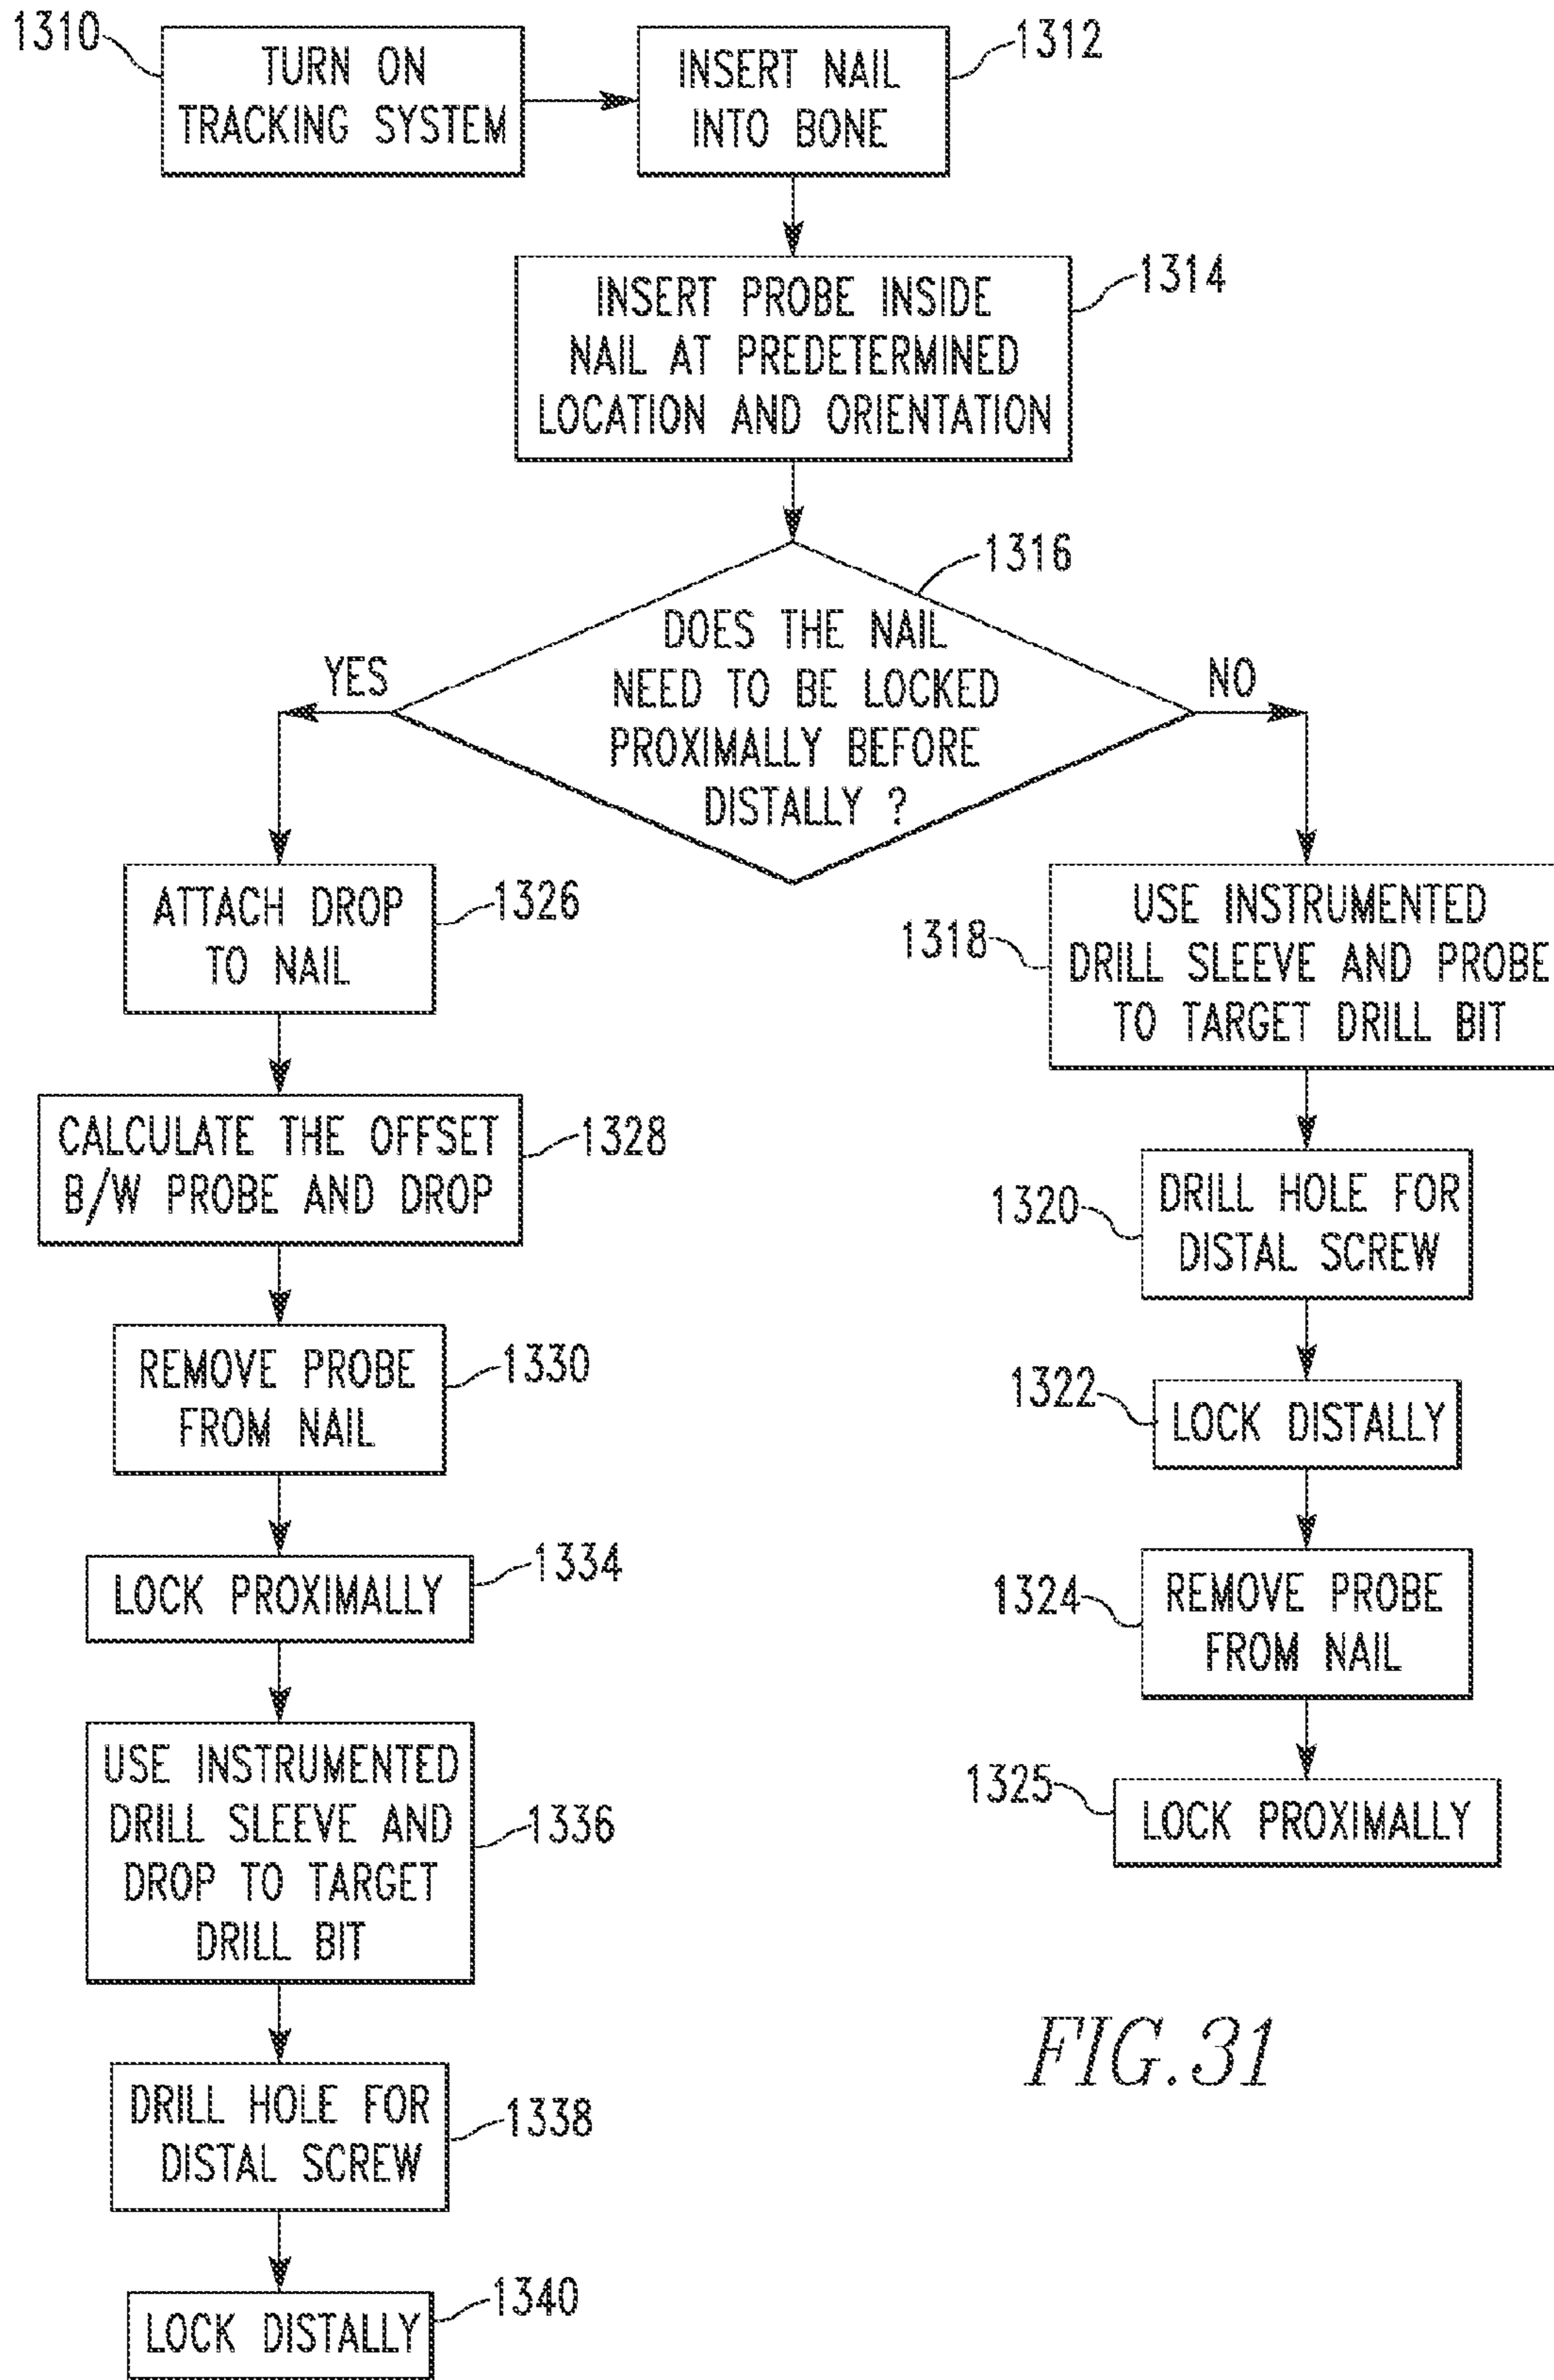 1310
TURN ON
TRACKING SYSTEM
1312
INSERT NAIL
INTO BONE
1314
INSERT PROBE INSIDE
NAIL AT PREDETERMINED
LOCATION AND ORIENTATION
1316
DOES THE NAIL
NEED TO BE LOCKED
PROXIMALLY BEFORE
DISTALLY ?
YES
NO
ATTACH DROP
TO NAIL
1326
CALCULATE THE OFFSET
B/W PROBE AND DROP
1328
REMOVE PROBE
FROM NAIL
1330
LOCK PROXIMALLY
1334
USE INSTRUMENTED
DRILL SLEEVE AND
DROP TO TARGET
DRILL BIT
1336
DRILL HOLE FOR
DISTAL SCREW
1338
LOCK DISTALLY
1340
1318
USE INSTRUMENTED
DRILL SLEEVE AND PROBE
TO TARGET DRILL BIT
1320
DRILL HOLE FOR
DISTAL SCREW
1322
LOCK DISTALLY
1324
REMOVE PROBE
FROM NAIL
1325
LOCK PROXIMALLY
FIG.31